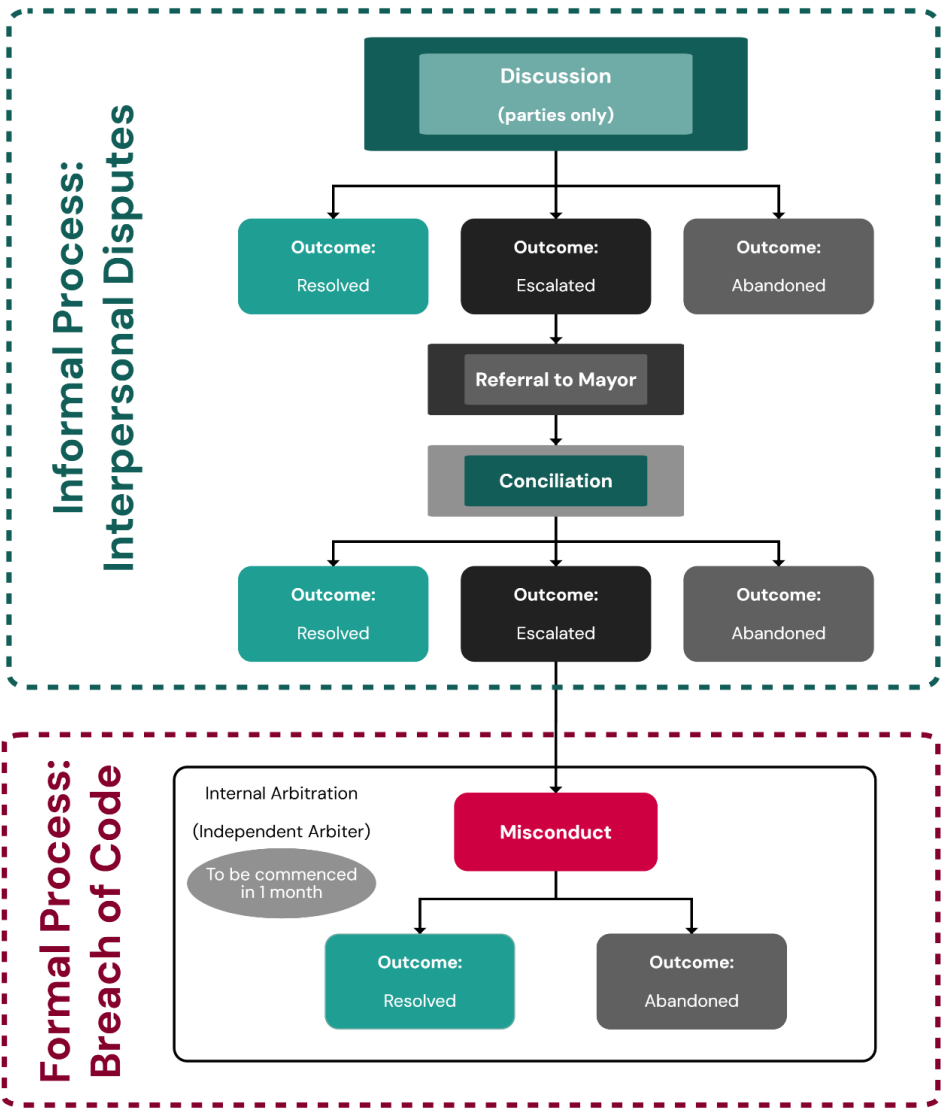 Informal Process:
Interpersonal Disputes
Discussion
(parties only)
Outcome:
Resolved
Outcome:
Escalated
Outcome:
Abandoned
Referral to Mayor
Conciliation
Outcome:
Resolved
Outcome:
Escalated
Outcome:
Abandoned
Formal Process:
Breach of Code
Internal Arbitration
(Independent Arbiter)
To be commenced
in 1 month
Misconduct
Outcome:
Resolved
Outcome:
Abandoned